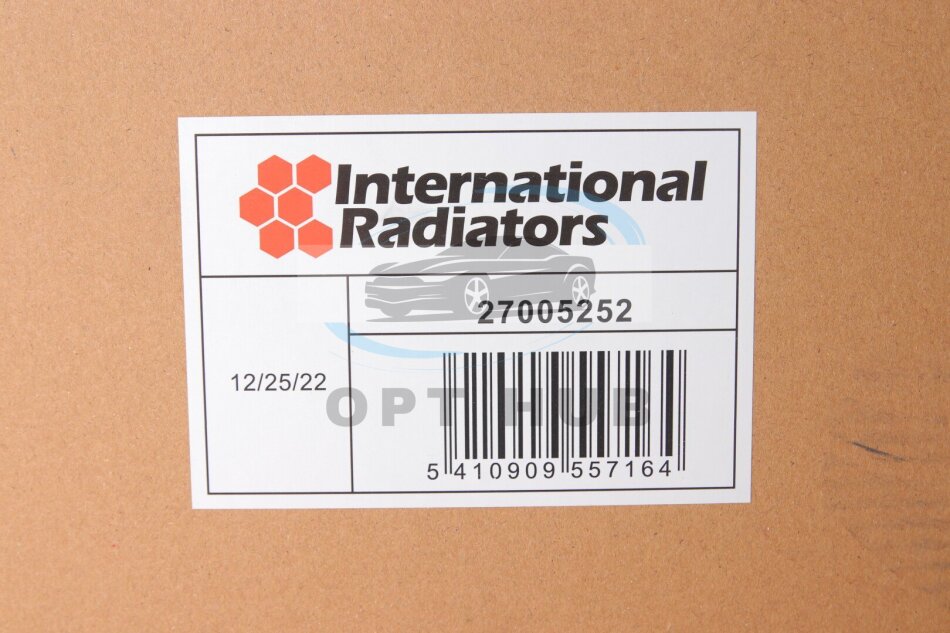 International
Radiators
27005252
12/25/22
OPT HUB
5 410909 557164